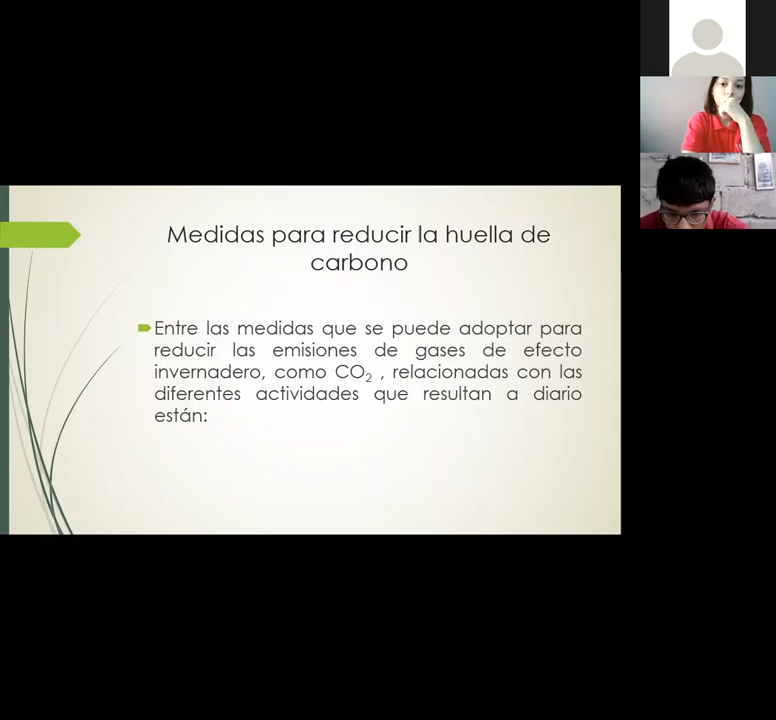 Medidas para reducir la huella de
carbono
Entre las medidas que se puede adoptar para
reducir las emisiones de gases de efecto
invernadero, como CO₂ , relacionadas con las
diferentes actividades que resultan a diario
están: